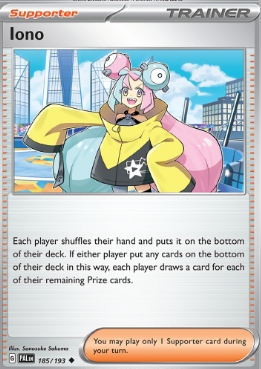 Supporter TRAINER
Iono
Each player shuffles their hand and puts it on the bottom
of their deck. If either player put any cards on the bottom
of their deck in this way, each player draws a card for each
of their remaining Prize cards.
You may play only 1 Supporter card during
your turn.
Illus. Sanosuke Sakuma
G PAL EN 185/193 ◆